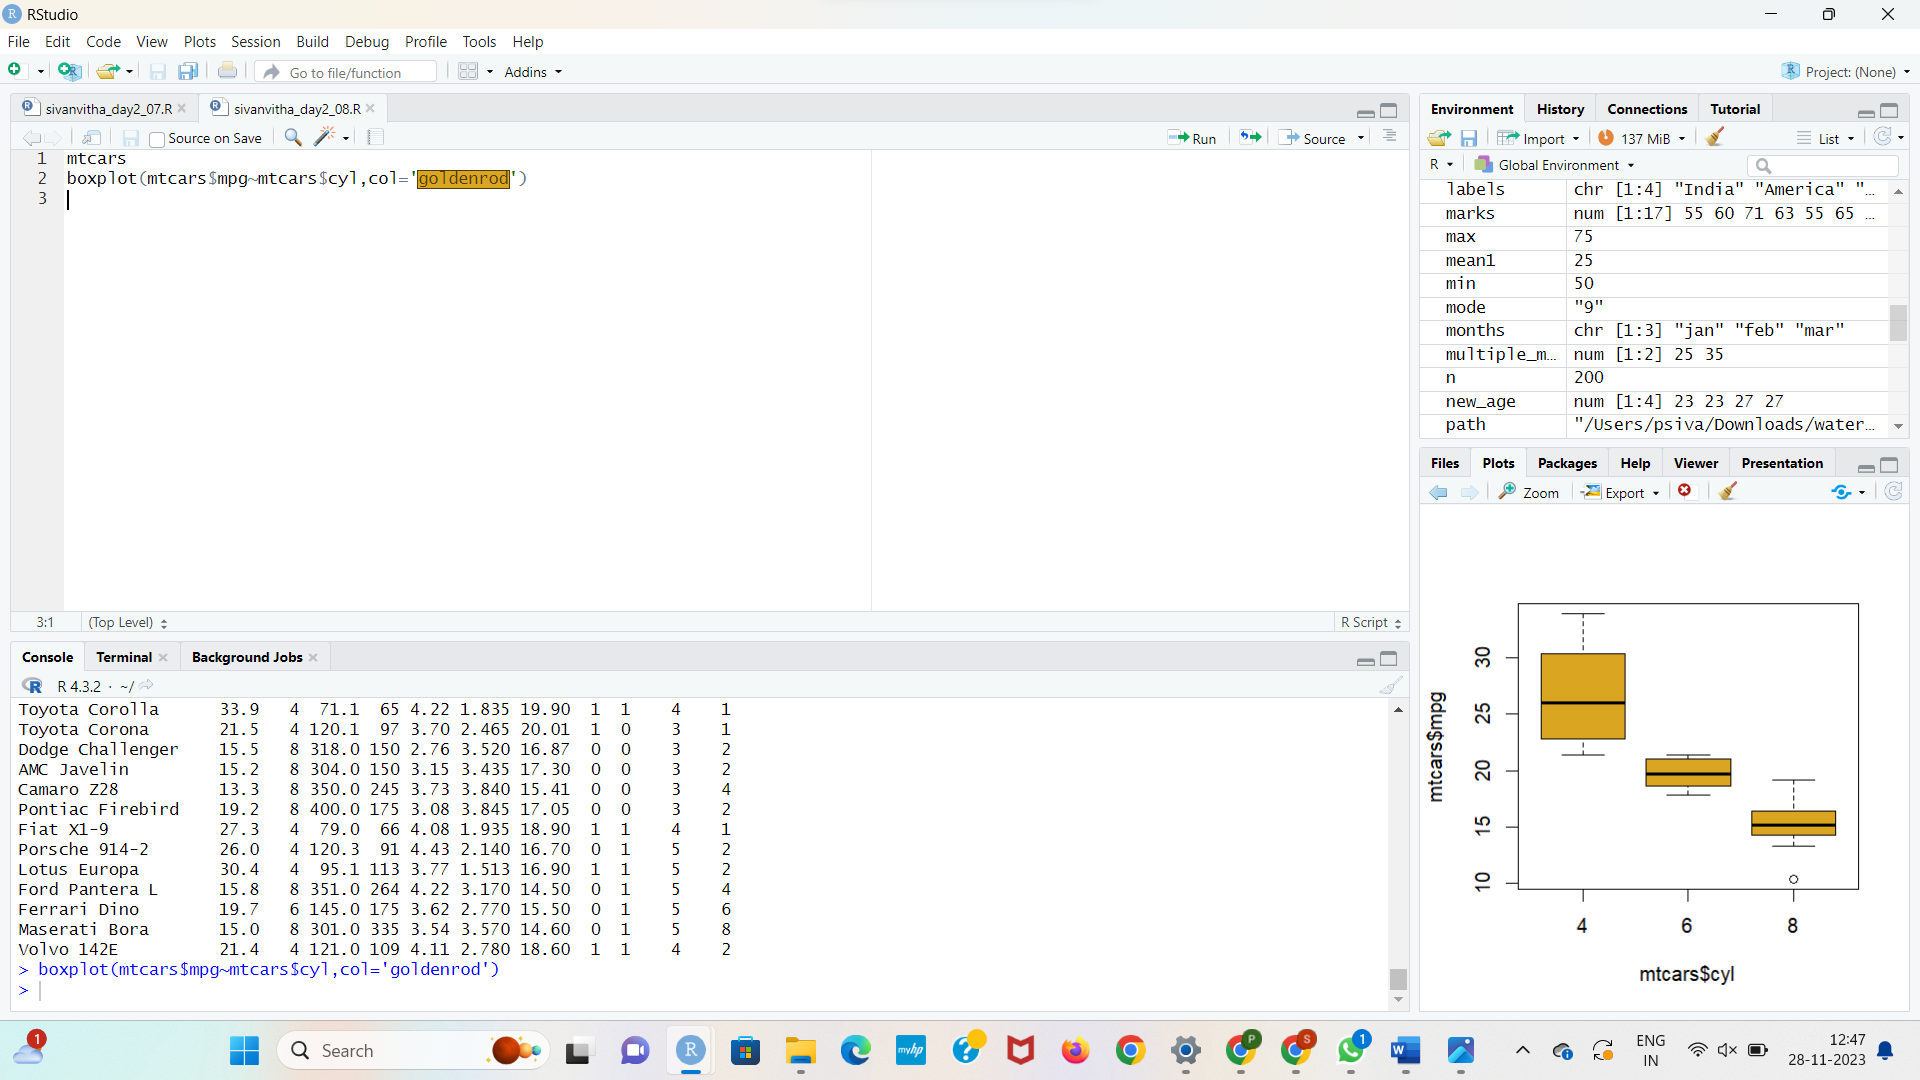 RStudio
File Edit Code View Plots Session Build Debug Profile Tools Help
Go to file/function Addins Project: (None)
sivanvitha_day2_07.R sivanvitha_day2_08.R
Source on Save Run Source
1 mtcars
2 boxplot(mtcars$mpg~mtcars$cyl,col='goldenrod')
3
3:1 (Top Level) R Script
Console Terminal Background Jobs
R 4.3.2 · ~/
Toyota Corolla 33.9 4 71.1 65 4.22 1.835 19.90 1 1 4 1
Toyota Corona 21.5 4 120.1 97 3.70 2.465 20.01 1 0 3 1
Dodge Challenger 15.5 8 318.0 150 2.76 3.520 16.87 0 0 3 2
AMC Javelin 15.2 8 304.0 150 3.15 3.435 17.30 0 0 3 2
Camaro Z28 13.3 8 350.0 245 3.73 3.840 15.41 0 0 3 4
Pontiac Firebird 19.2 8 400.0 175 3.08 3.845 17.05 0 0 3 2
Fiat X1-9 27.3 4 79.0 66 4.08 1.935 18.90 1 1 4 1
Porsche 914-2 26.0 4 120.3 91 4.43 2.140 16.70 0 1 5 2
Lotus Europa 30.4 4 95.1 113 3.77 1.513 16.90 1 1 5 2
Ford Pantera L 15.8 8 351.0 264 4.22 3.170 14.50 0 1 5 4
Ferrari Dino 19.7 6 145.0 175 3.62 2.770 15.50 0 1 5 6
Maserati Bora 15.0 8 301.0 335 3.54 3.570 14.60 0 1 5 8
Volvo 142E 21.4 4 121.0 109 4.11 2.780 18.60 1 1 4 2
> boxplot(mtcars$mpg~mtcars$cyl,col='goldenrod')
>
Environment History Connections Tutorial
Import 137 MiB List
R Global Environment
labels chr [1:4] "India" "America" "…
marks num [1:17] 55 60 71 63 55 65 …
max 75
mean1 25
min 50
mode "9"
months chr [1:3] "jan" "feb" "mar"
multiple_m… num [1:2] 25 35
n 200
new_age num [1:4] 23 23 27 27
path "/Users/psiva/Downloads/water…
Files Plots Packages Help Viewer Presentation
Zoom Export
mtcars$mpg
30
25
20
15
10
4 6 8
mtcars$cyl
1 Search R myhp ? P S 1 W
ENG
IN
12:47
28-11-2023